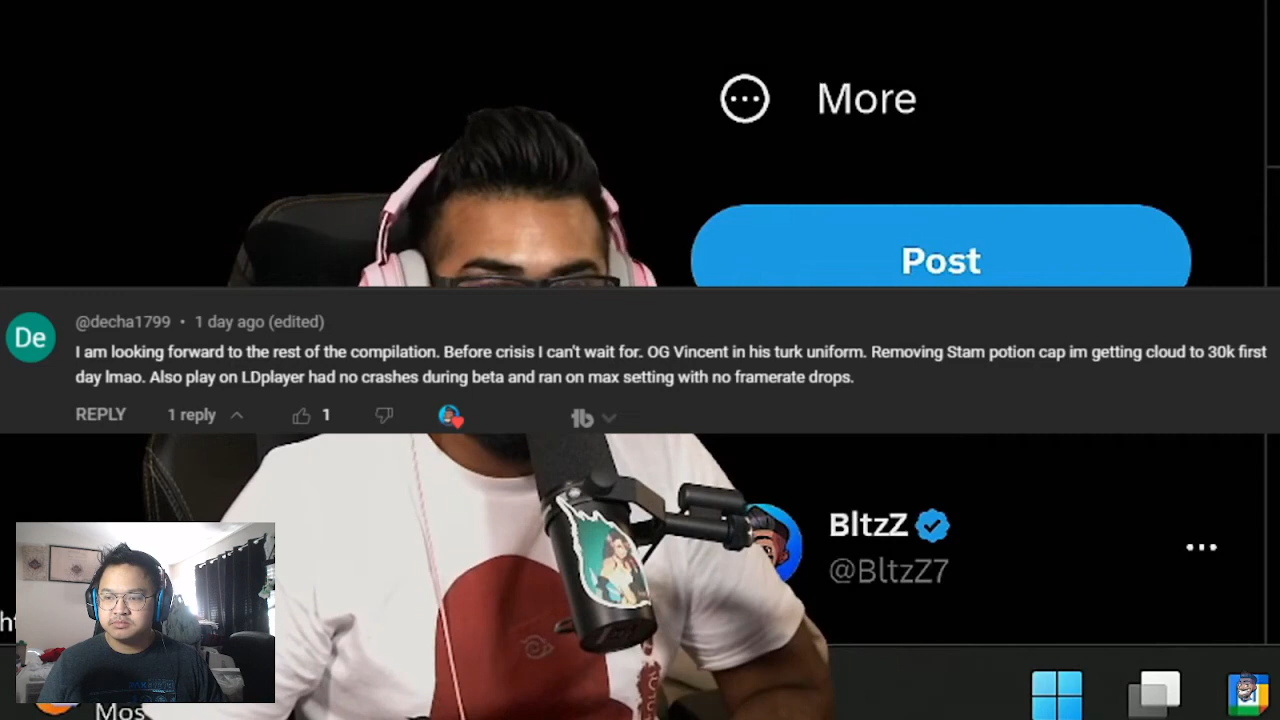 More
Post
De
@decha1799 • 1 day ago (edited)
I am looking forward to the rest of the compilation. Before crisis I can't wait for. OG Vincent in his turk uniform. Removing Stam potion cap im getting cloud to 30k first
day lmao. Also play on LDplayer had no crashes during beta and ran on max setting with no framerate drops.
REPLY 1 reply 1 tb
BltzZ
@BltzZ7
Mos